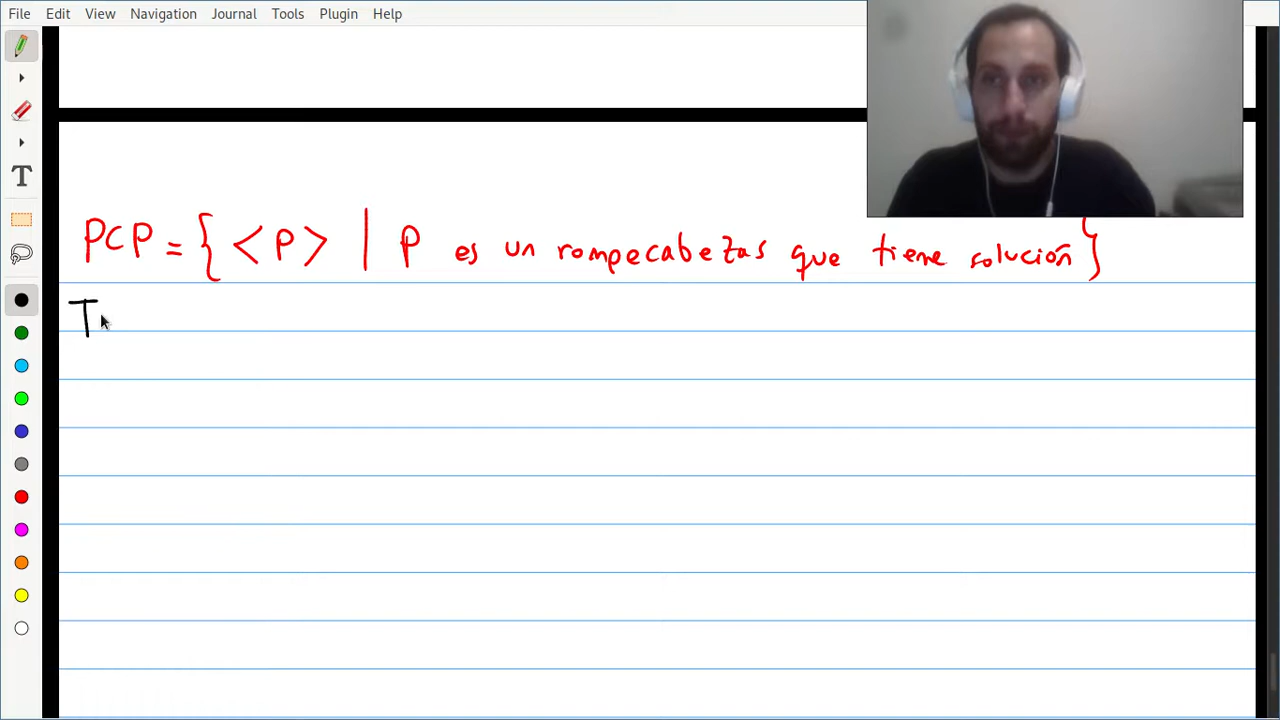 File Edit View Navigation Journal Tools Plugin Help
T
PCP = { <P> | P es un rompecabezas que tiene solución }
T